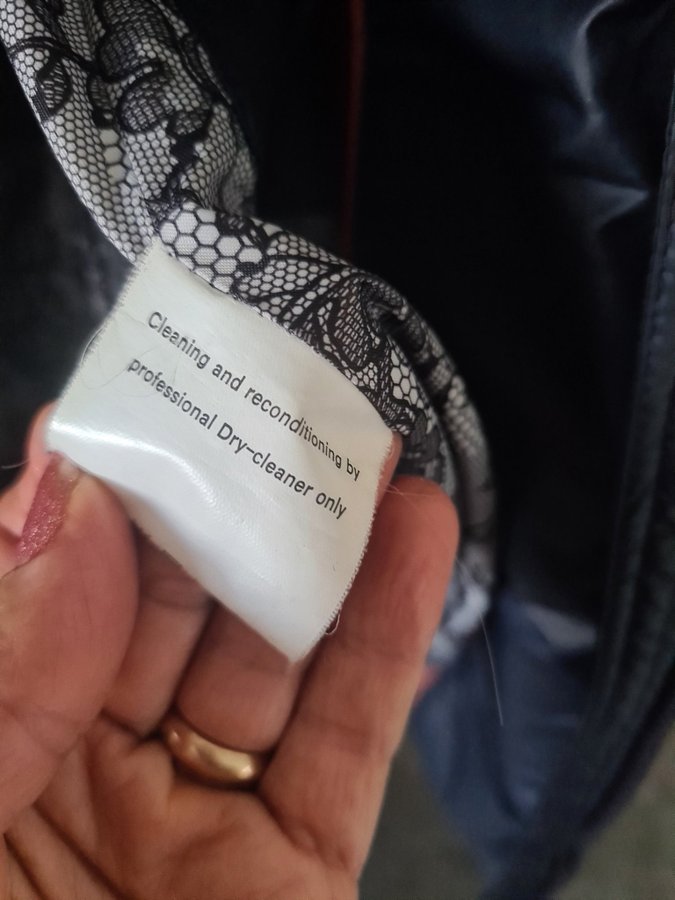 Cleaning and reconditioning by
professional Dry-cleaner only